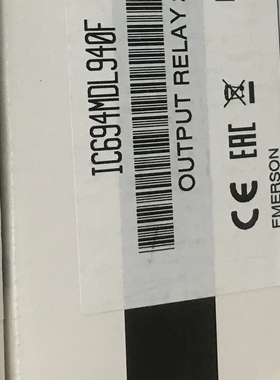 IC694MDL940F
OUTPUT RELAY
CE EAC
EMERSON